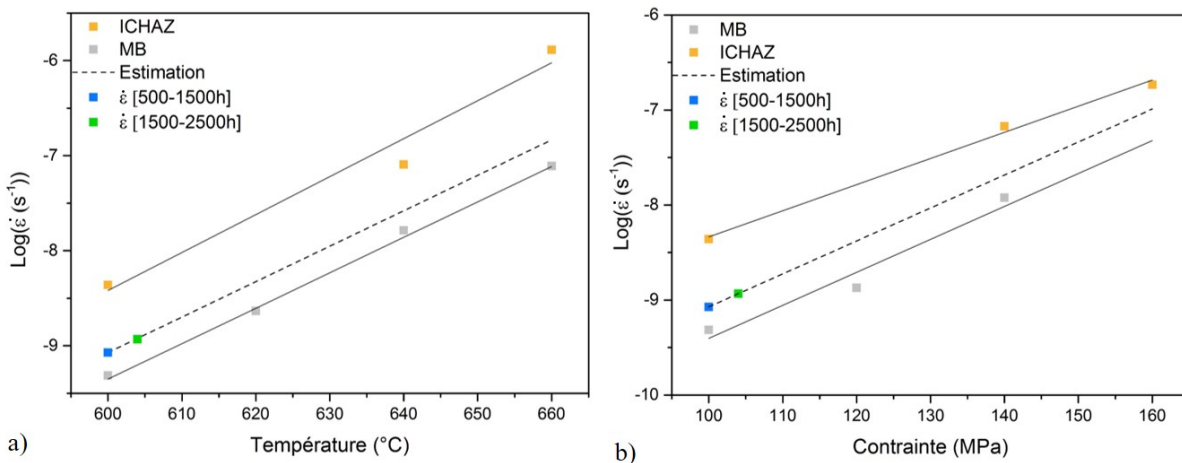 ICHAZ
MB
Estimation
ε̇ [500-1500h]
ε̇ [1500-2500h]
Log(ε̇ (s⁻¹))
-6
-7
-8
-9
600 610 620 630 640 650 660
Température (°C)
a)
MB
ICHAZ
Estimation
ε̇ [500-1500h]
ε̇ [1500-2500h]
Log(ε̇ (s⁻¹))
-6
-7
-8
-9
-10
100 110 120 130 140 150 160
Contrainte (MPa)
b)